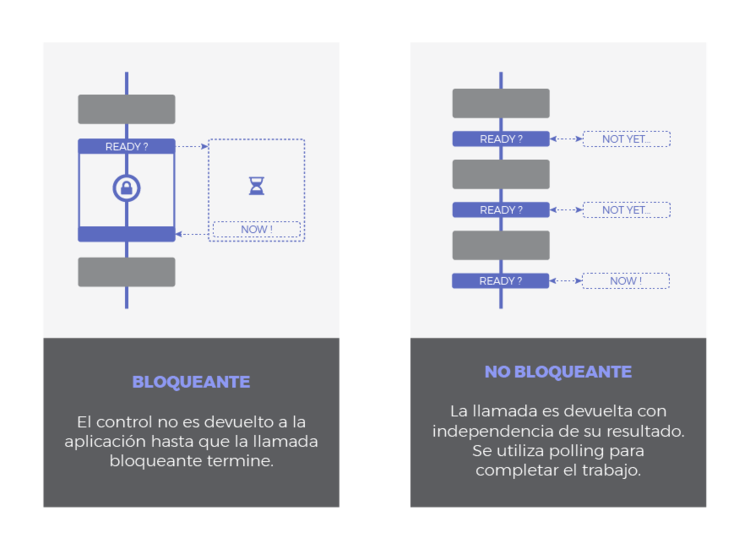 READY ?
NOW !
BLOQUEANTE
El control no es devuelto a la
aplicación hasta que la llamada
bloqueante termine.
READY ?
NOT YET...
READY ?
NOT YET...
READY ?
NOW !
NO BLOQUEANTE
La llamada es devuelta con
independencia de su resultado.
Se utiliza polling para
completar el trabajo.